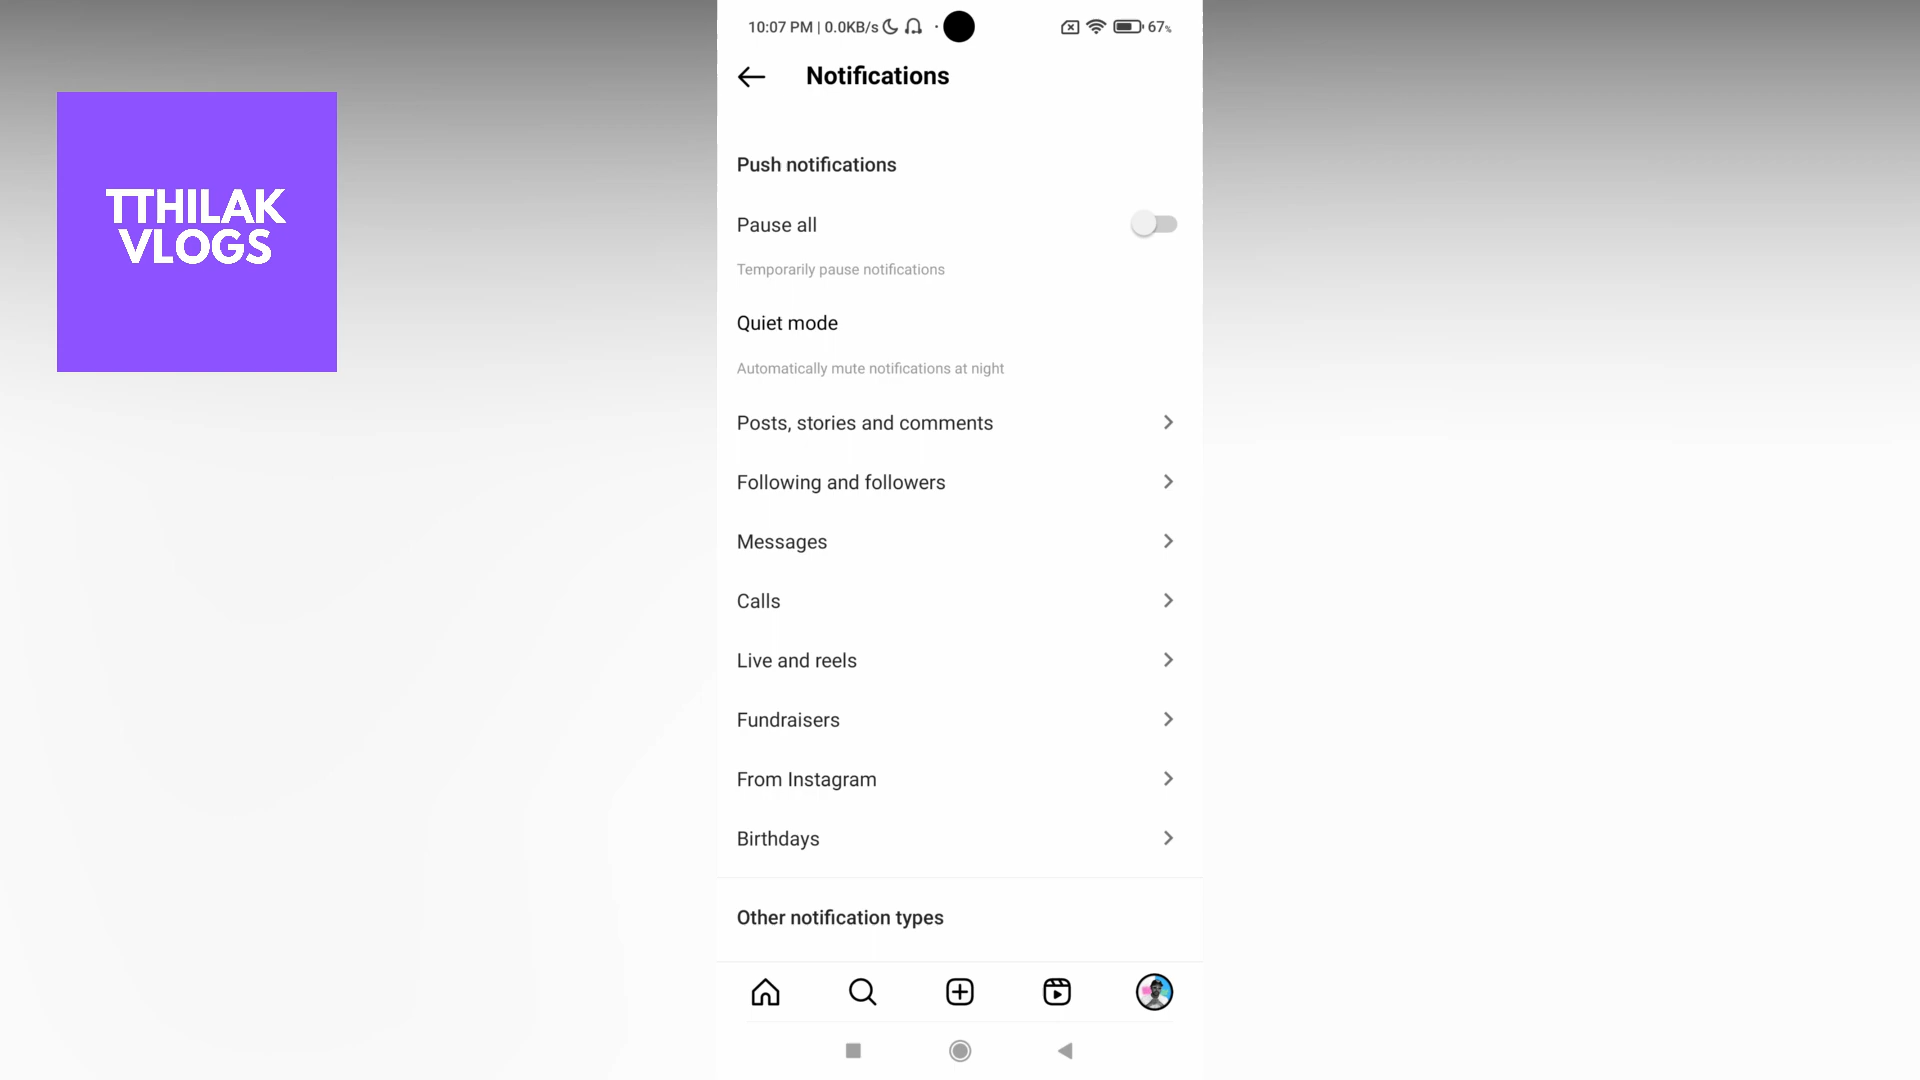 10:07 PM | 0.0KB/s
67%
Notifications
TTHILAK
VLOGS
Push notifications
Pause all
Temporarily pause notifications
Quiet mode
Automatically mute notifications at night
Posts, stories and comments
Following and followers
Messages
Calls
Live and reels
Fundraisers
From Instagram
Birthdays
Other notification types